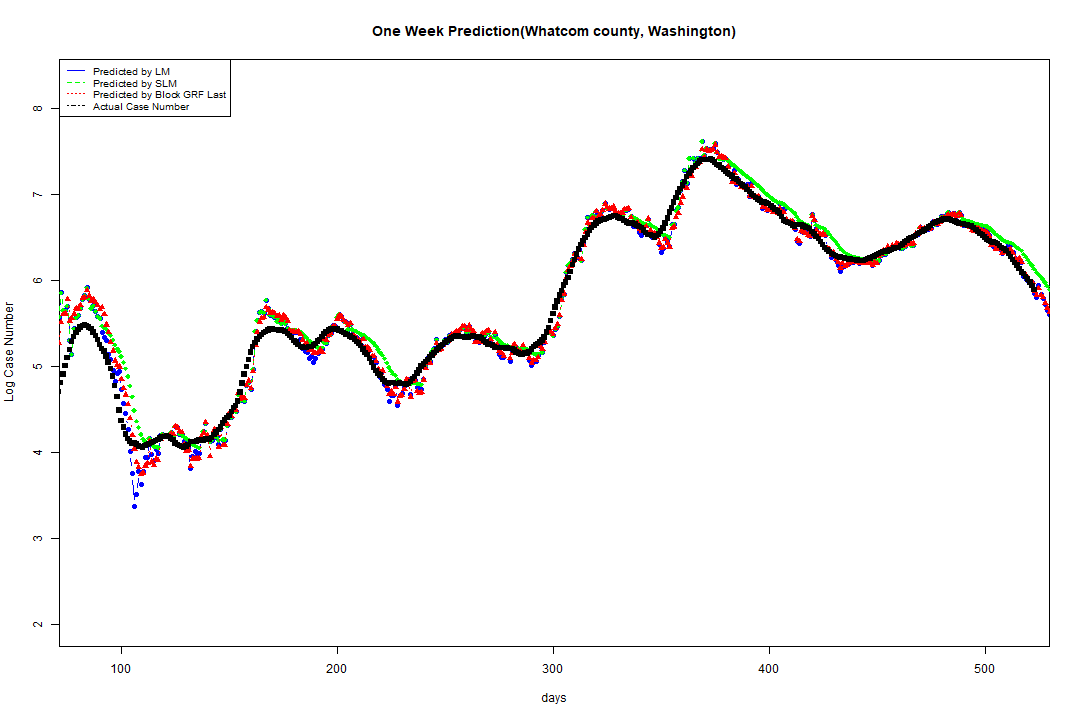 One Week Prediction(Whatcom county, Washington)
Predicted by LM
Predicted by SLM
Predicted by Block GRF Last
Actual Case Number
Log Case Number
8
7
6
5
4
3
2
100 200 300 400 500
days